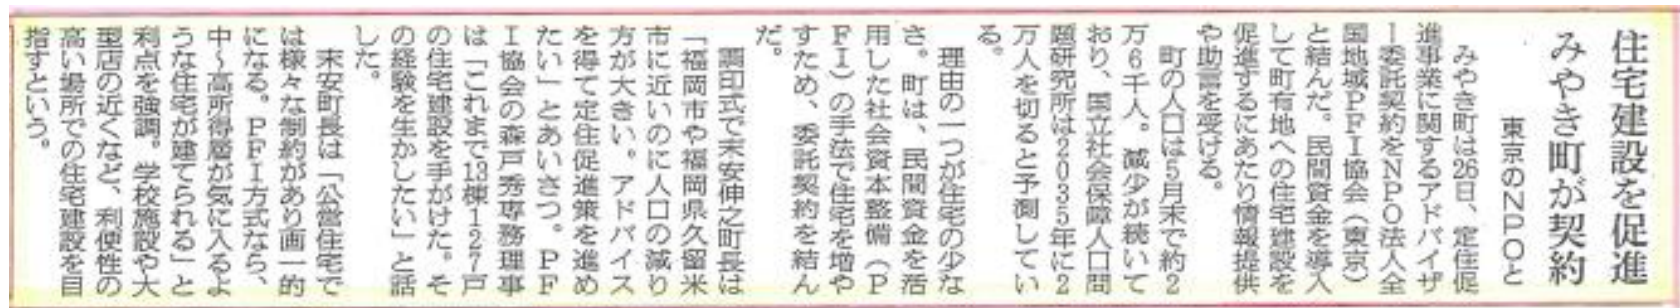 住宅建設を促進
みやき町が契約
東京のNPOと
みやき町は26日、定住促
進事業に関するアドバイザ
ー委託契約をNPO法人全
国地域PFI協会(東京)
と結んだ。民間資金を導入
して町有地への住宅建設を
促進するにあたり情報提供
や助言を受ける。
町の人口は5月末で約2
万6千人。減少が続いて
おり、国立社会保障人口問
題研究所は2035年に2
万人を切ると予測してい
る。
理由の一つが住宅の少な
さ。町は、民間資金を活
用した社会資本整備(P
FI)の手法で住宅を増や
すため、委託契約を結ん
だ。
調印式で末安伸之町長は
「福岡市や福岡県久留米
市に近いのに人口の減り
方が大きい。アドバイス
を得て定住促進策を進め
たい」とあいさつ。PF
I協会の森戸秀専務理事
は「これまで13棟127戸
の住宅建設を手がけた。そ
の経験を生かしたい」と話
した。
末安町長は「公営住宅で
は様々な制約があり画一的
になる。PFI方式なら、
中〜高所得層が気に入るよ
うな住宅が建てられる」と
利点を強調。学校施設や大
型店の近くなど、利便性の
高い場所での住宅建設を目
指すという。